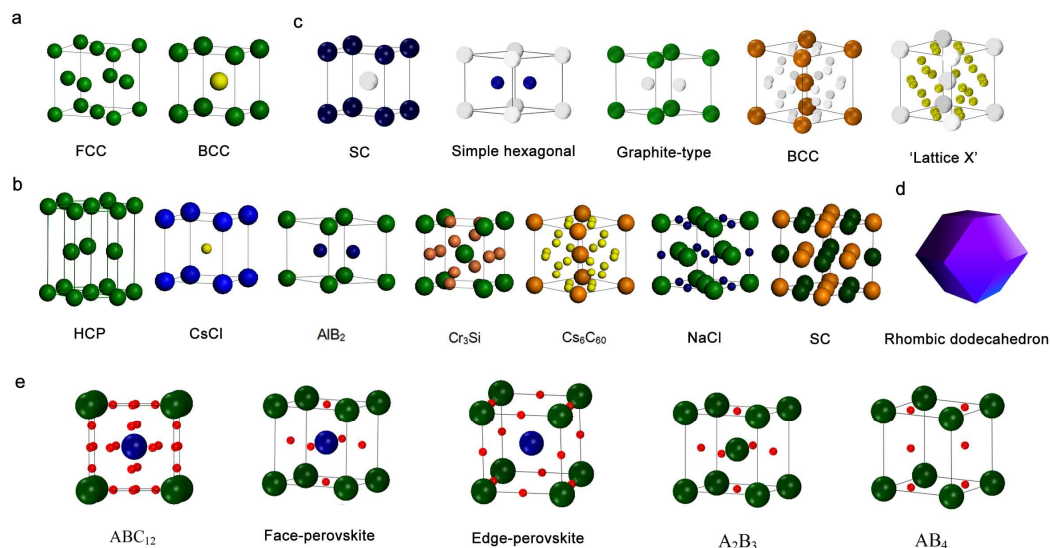 a
c
FCC
BCC
SC
Simple hexagonal
Graphite-type
BCC
'Lattice X'
b
d
HCP
CsCl
AlB₂
Cr₃Si
Cs₆C₆₀
NaCl
SC
Rhombic dodecahedron
e
ABC₁₂
Face-perovskite
Edge-perovskite
A₂B₃
AB₄